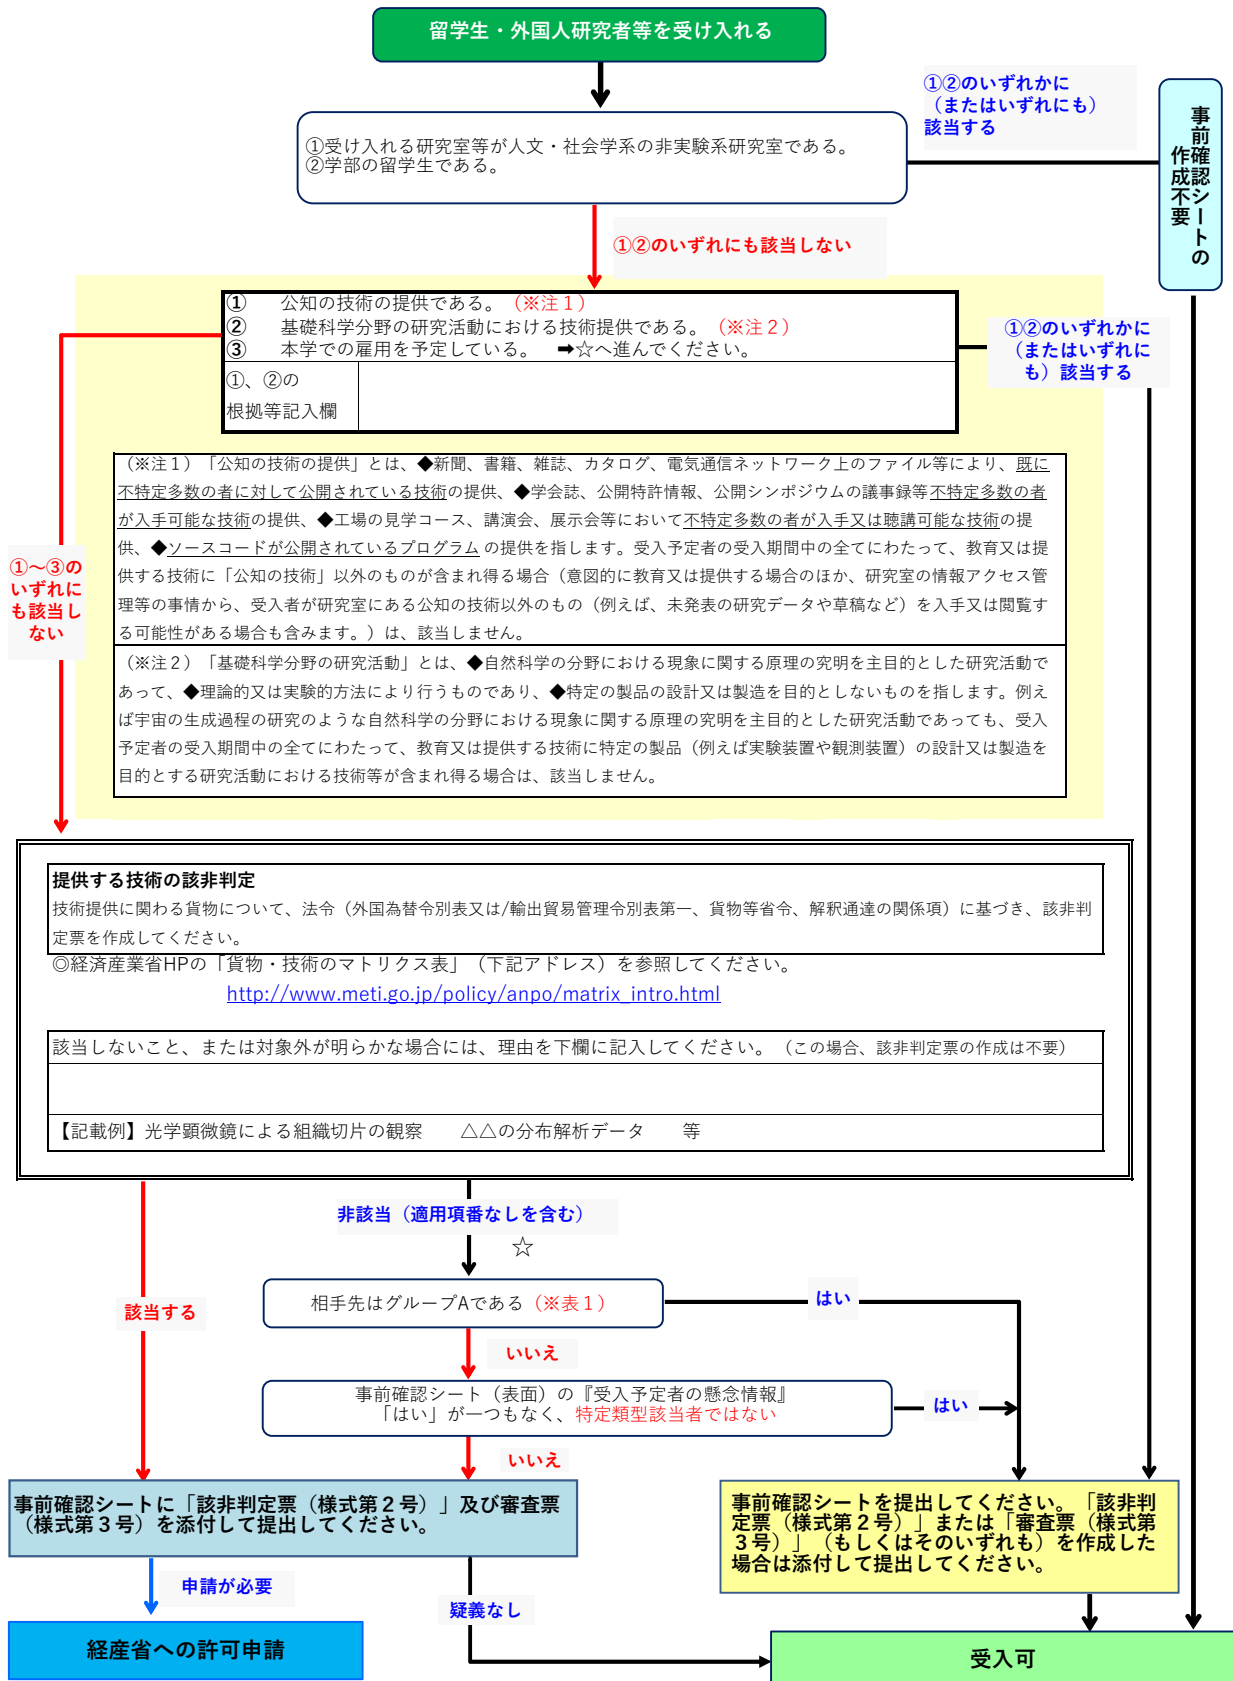 留学生・外国人研究者等を受け入れる
①②のいずれかに
（またはいずれにも）
該当する
事前確認シートの
作成不要
①受け入れる研究室等が人文・社会学系の非実験系研究室である。
②学部の留学生である。
①②のいずれにも該当しない
① 公知の技術の提供である。（※注１）
② 基礎科学分野の研究活動における技術提供である。（※注２）
③ 本学での雇用を予定している。 ➡☆へ進んでください。
①、②の
根拠等記入欄
①②のいずれかに
（またはいずれに
も）該当する
（※注１）「公知の技術の提供」とは、◆新聞、書籍、雑誌、カタログ、電気通信ネットワーク上のファイル等により、既に
不特定多数の者に対して公開されている技術の提供、◆学会誌、公開特許情報、公開シンポジウムの議事録等不特定多数の者
が入手可能な技術の提供、◆工場の見学コース、講演会、展示会等において不特定多数の者が入手又は聴講可能な技術の提
供、◆ソースコードが公開されているプログラム の提供を指します。受入予定者の受入期間中の全てにわたって、教育又は提
供する技術に「公知の技術」以外のものが含まれ得る場合（意図的に教育又は提供する場合のほか、研究室の情報アクセス管
理等の事情から、受入者が研究室にある公知の技術以外のもの（例えば、未発表の研究データや草稿など）を入手又は閲覧す
る可能性がある場合も含みます。）は、該当しません。
（※注２）「基礎科学分野の研究活動」とは、◆自然科学の分野における現象に関する原理の究明を主目的とした研究活動で
あって、◆理論的又は実験的方法により行うものであり、◆特定の製品の設計又は製造を目的としないものを指します。例え
ば宇宙の生成過程の研究のような自然科学の分野における現象に関する原理の究明を主目的とした研究活動であっても、受入
予定者の受入期間中の全てにわたって、教育又は提供する技術に特定の製品（例えば実験装置や観測装置）の設計又は製造を
目的とする研究活動における技術等が含まれ得る場合は、該当しません。
①～③の
いずれに
も該当し
ない
提供する技術の該非判定
技術提供に関わる貨物について、法令（外国為替令別表又は/輸出貿易管理令別表第一、貨物等省令、解釈通達の関係項）に基づき、該非判
定票を作成してください。
◎経済産業省HPの「貨物・技術のマトリクス表」（下記アドレス）を参照してください。
http://www.meti.go.jp/policy/anpo/matrix_intro.html
該当しないこと、または対象外が明らかな場合には、理由を下欄に記入してください。（この場合、該非判定票の作成は不要）
【記載例】光学顕微鏡による組織切片の観察 △△の分布解析データ 等
非該当（適用項番なしを含む）
☆
該当する
相手先はグループAである（※表１）
はい
いいえ
事前確認シート（表面）の『受入予定者の懸念情報』
「はい」が一つもなく、特定類型該当者ではない
はい
いいえ
事前確認シートに「該非判定票（様式第２号）」及び審査票
（様式第３号）を添付して提出してください。
事前確認シートを提出してください。「該非判
定票（様式第２号）」または「審査票（様式第
３号）」（もしくはそのいずれも）を作成した
場合は添付して提出してください。
申請が必要
疑義なし
経産省への許可申請
受入可